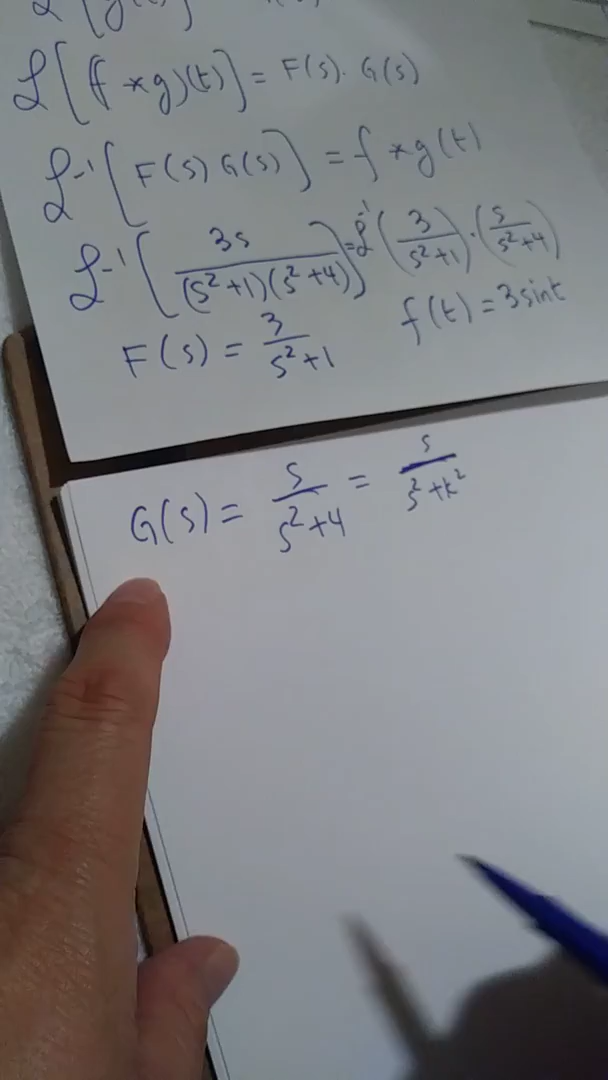 ℒ[(f*g)(t)] = F(s). G(s)
ℒ⁻¹[F(s) G(s)] = f*g(t)
ℒ⁻¹[3s/((s²+1)(s²+4))] = ℒ⁻¹(3/(s²+1))·(s/(s²+4))
F(s) = 3/(s²+1) f(t) = 3sint
G(s) = s/(s²+4) = s/(s²+k²)